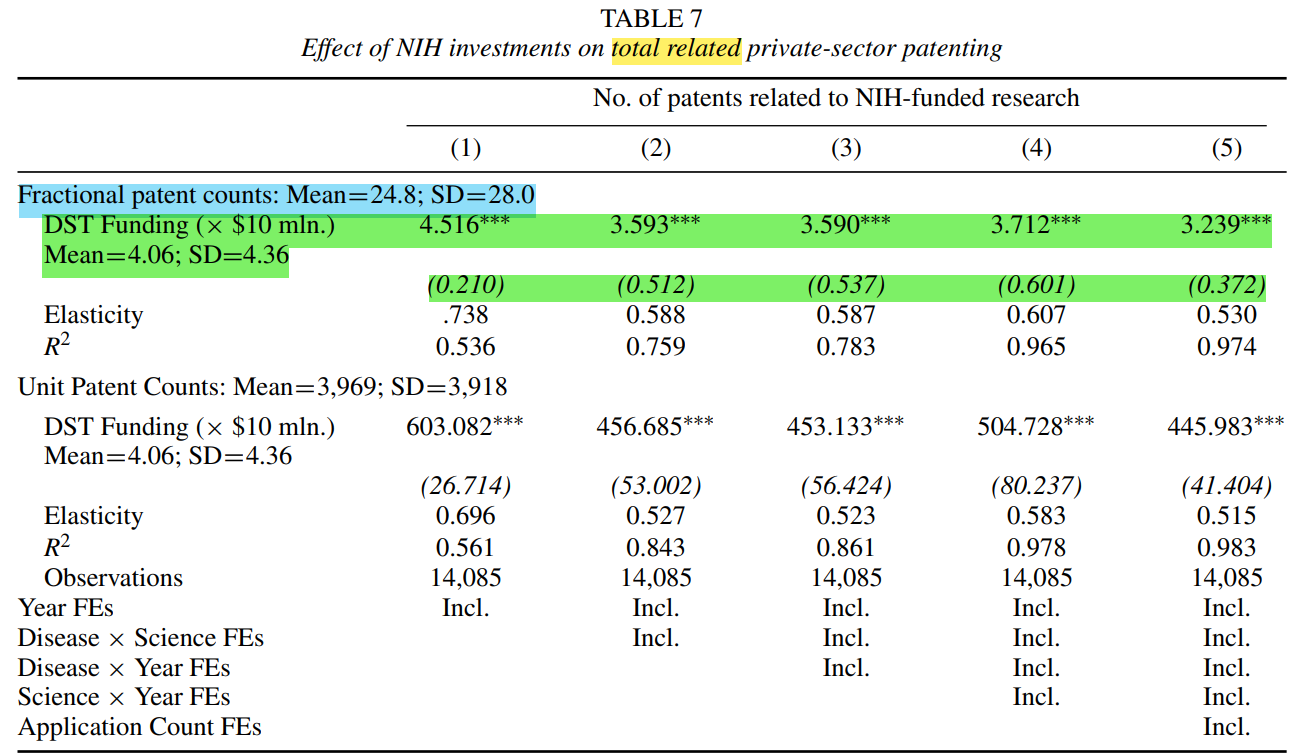 TABLE 7
Effect of NIH investments on total related private-sector patenting
No. of patents related to NIH-funded research
(1) (2) (3) (4) (5)
Fractional patent counts: Mean=24.8; SD=28.0
DST Funding (× $10 mln.) 4.516*** 3.593*** 3.590*** 3.712*** 3.239***
Mean=4.06; SD=4.36
(0.210) (0.512) (0.537) (0.601) (0.372)
Elasticity .738 0.588 0.587 0.607 0.530
R² 0.536 0.759 0.783 0.965 0.974
Unit Patent Counts: Mean=3,969; SD=3,918
DST Funding (× $10 mln.) 603.082*** 456.685*** 453.133*** 504.728*** 445.983***
Mean=4.06; SD=4.36
(26.714) (53.002) (56.424) (80.237) (41.404)
Elasticity 0.696 0.527 0.523 0.583 0.515
R² 0.561 0.843 0.861 0.978 0.983
Observations 14,085 14,085 14,085 14,085 14,085
Year FEs Incl. Incl. Incl. Incl. Incl.
Disease × Science FEs Incl. Incl. Incl. Incl.
Disease × Year FEs Incl. Incl. Incl.
Science × Year FEs Incl. Incl.
Application Count FEs Incl.